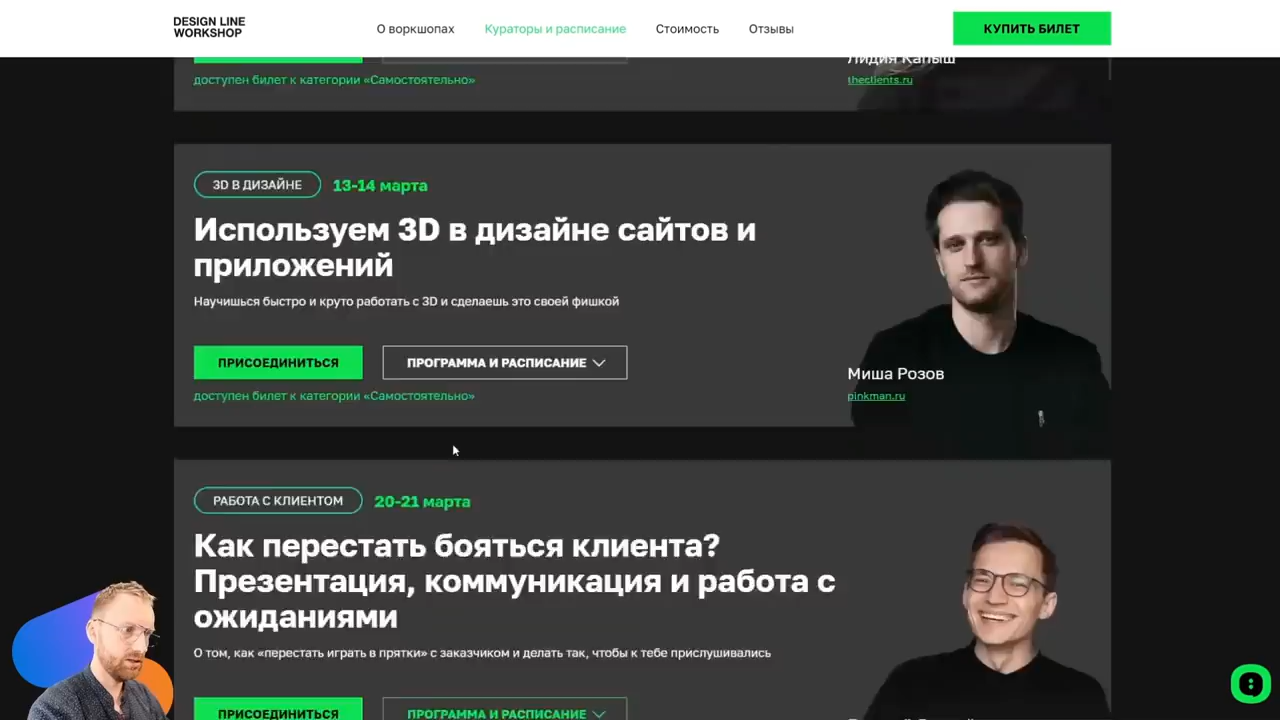 DESIGN LINE
WORKSHOP
О воркшопах
Кураторы и расписание
Стоимость
Отзывы
КУПИТЬ БИЛЕТ
Лидия Капыш
доступен билет к категории «Самостоятельно»
theclients.ru
3D В ДИЗАЙНЕ
13-14 марта
Используем 3D в дизайне сайтов и
приложений
Научишься быстро и круто работать с 3D и сделаешь это своей фишкой
ПРИСОЕДИНИТЬСЯ
ПРОГРАММА И РАСПИСАНИЕ
доступен билет к категории «Самостоятельно»
Миша Розов
pinkman.ru
РАБОТА С КЛИЕНТОМ
20-21 марта
Как перестать бояться клиента?
Презентация, коммуникация и работа с
ожиданиями
О том, как «перестать играть в прятки» с заказчиком и делать так, чтобы к тебе прислушивались
ПРИСОЕДИНИТЬСЯ
ПРОГРАММА И РАСПИСАНИЕ